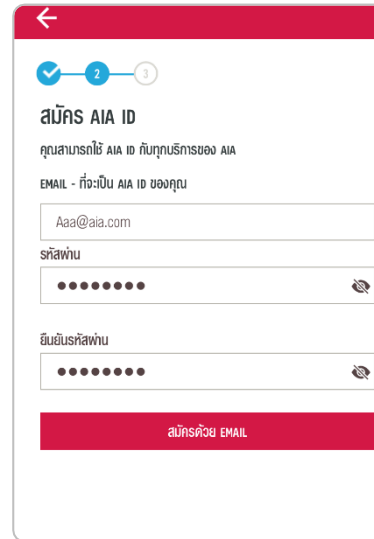 2 3
สมัคร AIA ID
คุณสามารถใช้ AIA ID กับทุกบริการของ AIA
EMAIL - ที่จะเป็น AIA ID ของคุณ
Aaa@aia.com
รหัสผ่าน
●●●●●●●●
ยืนยันรหัสผ่าน
●●●●●●●●
สมัครด้วย EMAIL